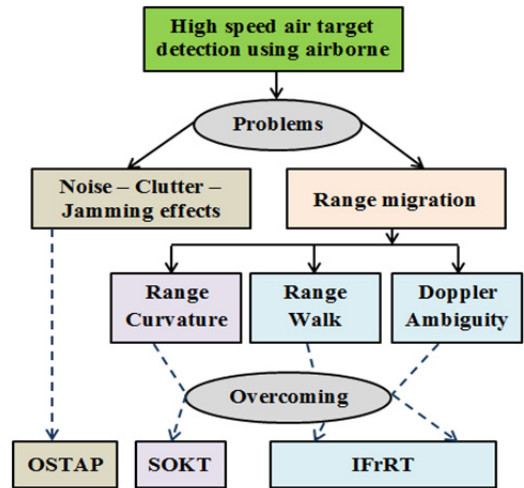 High speed air target
detection using airborne
Problems
Noise – Clutter –
Jamming effects
Range migration
Range
Curvature
Range
Walk
Doppler
Ambiguity
Overcoming
OSTAP
SOKT
IFrRT